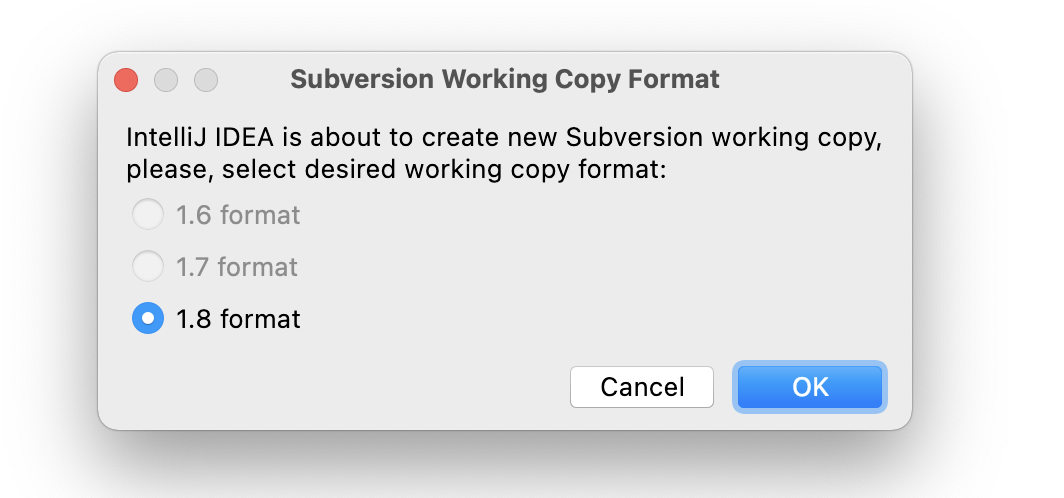 Subversion Working Copy Format
IntelliJ IDEA is about to create new Subversion working copy,
please, select desired working copy format:
1.6 format
1.7 format
1.8 format
Cancel OK